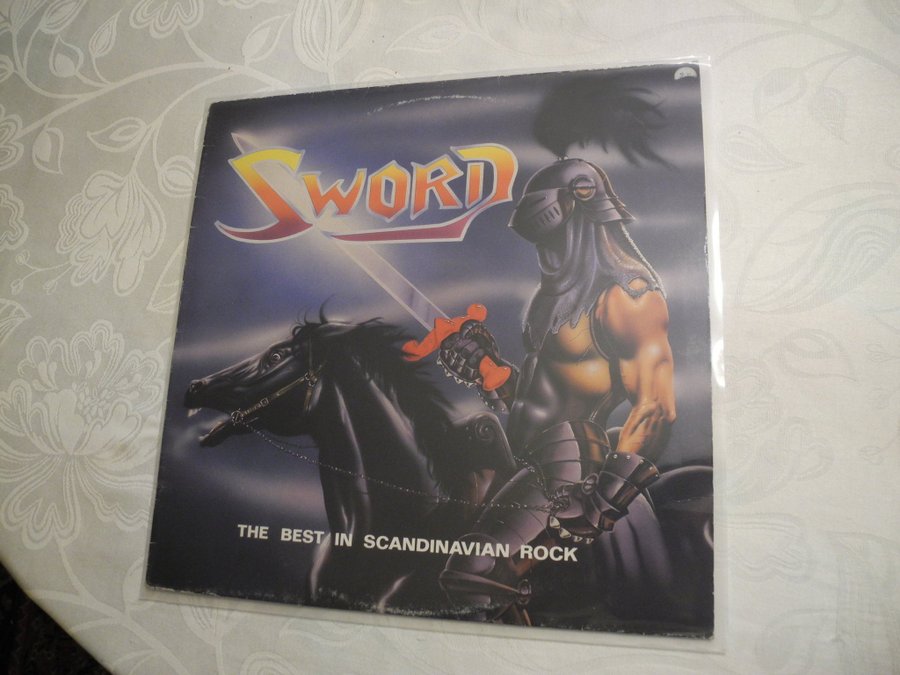 SWORD
THE BEST IN SCANDINAVIAN ROCK